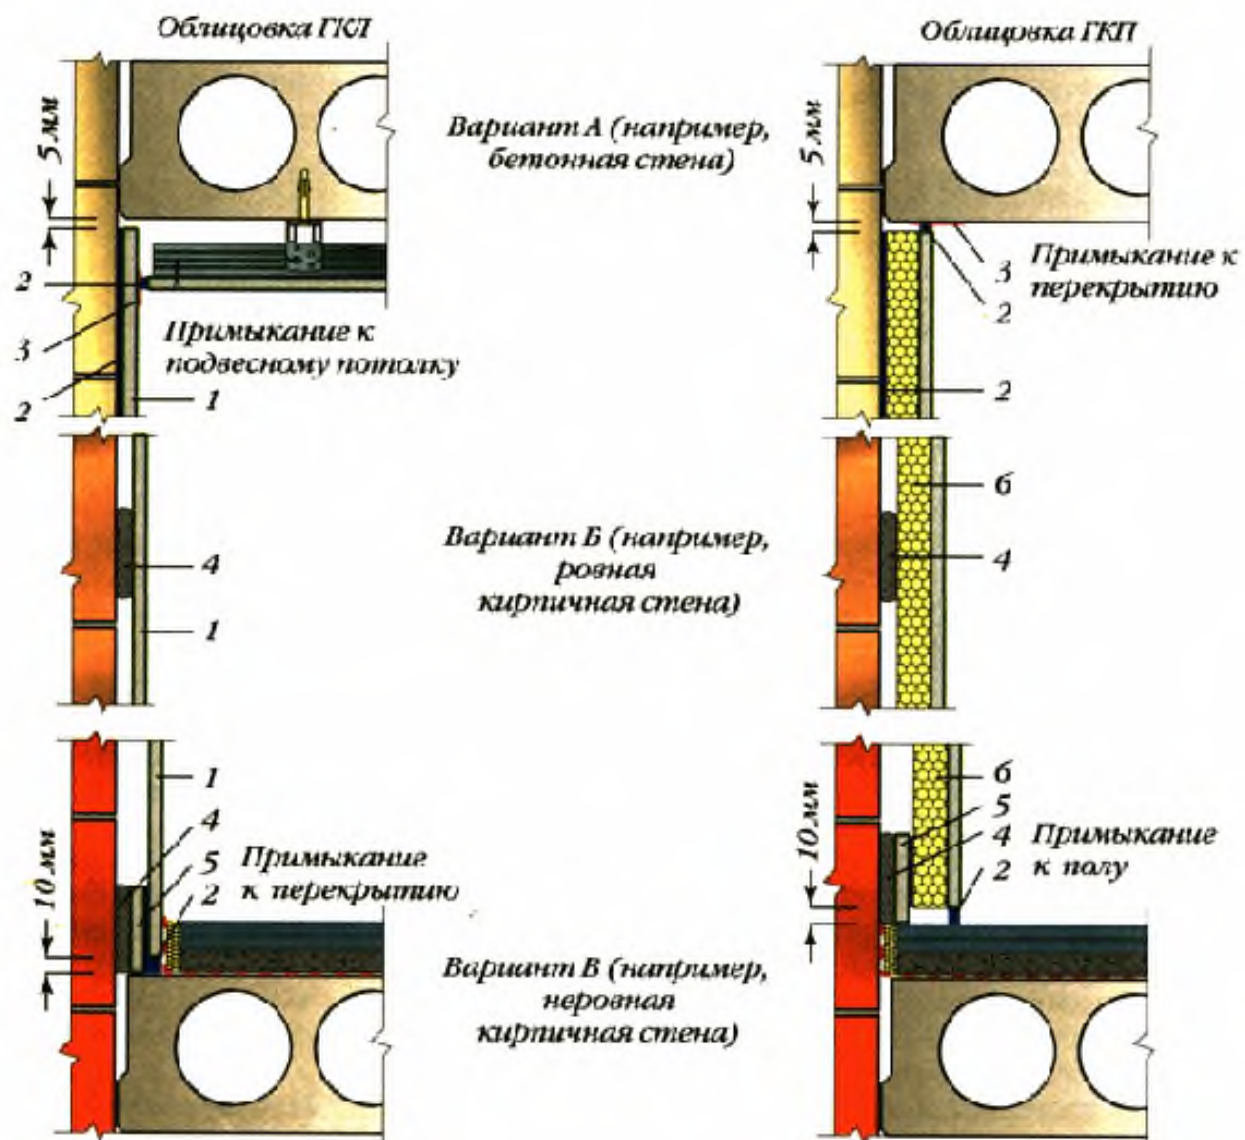 Облицовка ГКЛ
Облицовка ГКП
5 мм
Вариант А (например,
бетонная стена)
5 мм
2
3
2
Примыкание к
подвесному потолку
1
3
Примыкание к
перекрытию
2
2
4
1
Вариант Б (например,
ровная
кирпичная стена)
6
4
1
4
5
2
Примыкание
к перекрытию
10 мм
Вариант В (например,
неровная
кирпичная стена)
10 мм
6
5
4
2
Примыкание
к полу